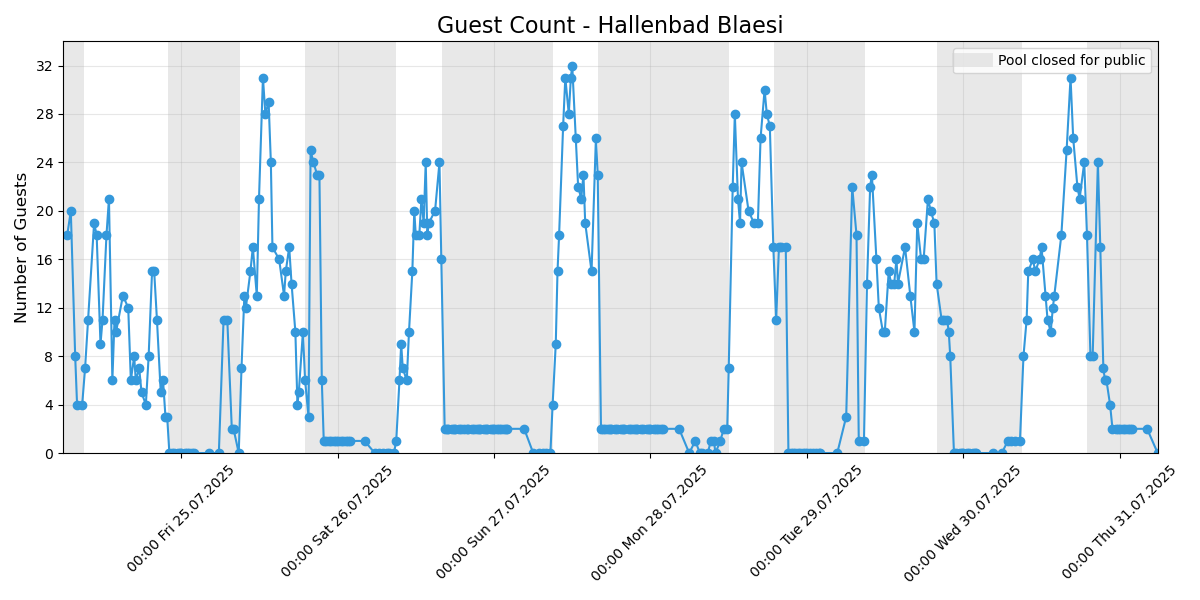 Guest Count - Hallenbad Blaesi
Pool closed for public
Number of Guests
32
28
24
20
16
12
8
4
0
00:00 Fri 25.07.2025
00:00 Sat 26.07.2025
00:00 Sun 27.07.2025
00:00 Mon 28.07.2025
00:00 Tue 29.07.2025
00:00 Wed 30.07.2025
00:00 Thu 31.07.2025